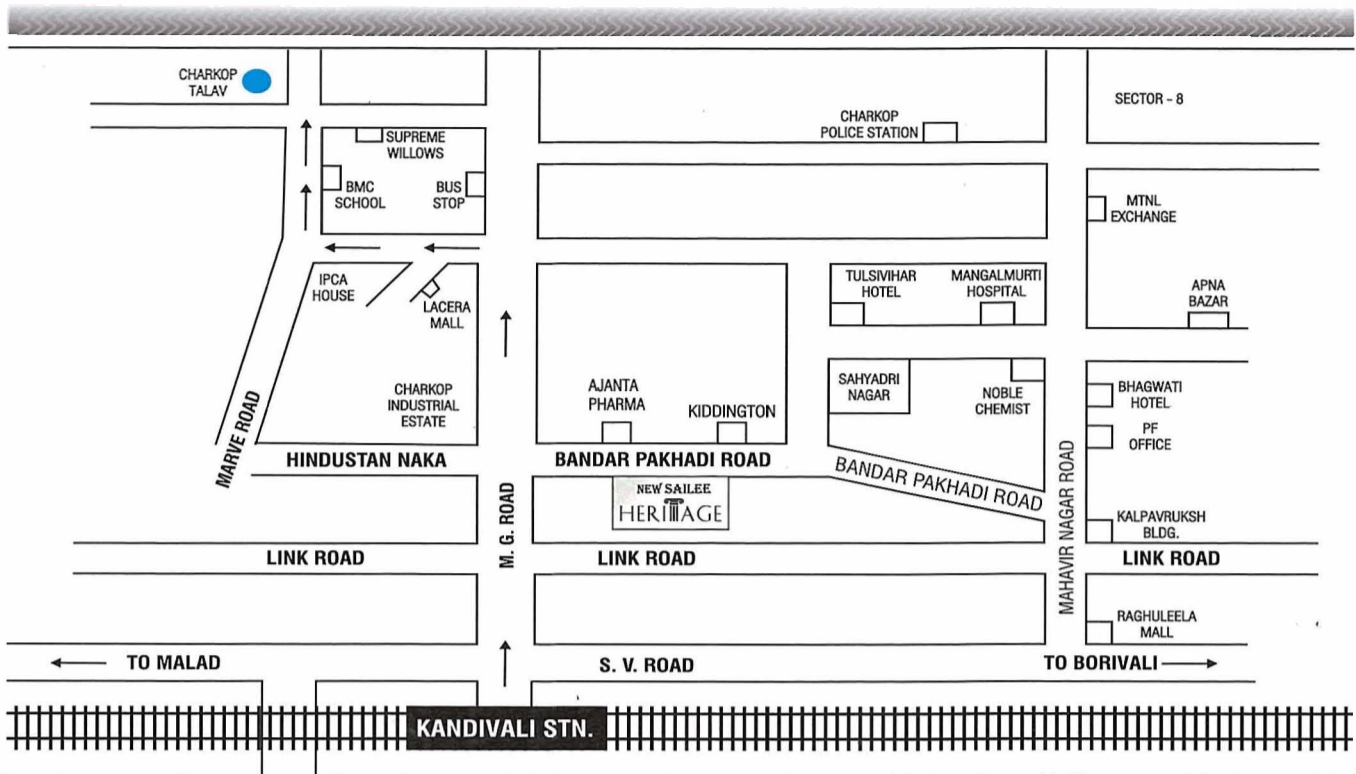 CHARKOP
TALAV
SECTOR - 8
CHARKOP
POLICE STATION
SUPREME
WILLOWS
BMC
SCHOOL
BUS
STOP
MTNL
EXCHANGE
IPCA
HOUSE
LACERA
MALL
TULSIVIHAR
HOTEL
MANGALMURTI
HOSPITAL
APNA
BAZAR
CHARKOP
INDUSTRIAL
ESTATE
AJANTA
PHARMA
KIDDINGTON
SAHYADRI
NAGAR
NOBLE
CHEMIST
BHAGWATI
HOTEL
PF
OFFICE
MARVE ROAD
HINDUSTAN NAKA
BANDAR PAKHADI ROAD
BANDAR PAKHADI ROAD
NEW SAILEE
HERITAGE
M. G. ROAD
MAHAVIR NAGAR ROAD
KALPAVRUKSH
BLDG.
LINK ROAD
LINK ROAD
LINK ROAD
RAGHULEELA
MALL
TO MALAD
S. V. ROAD
TO BORIVALI
KANDIVALI STN.